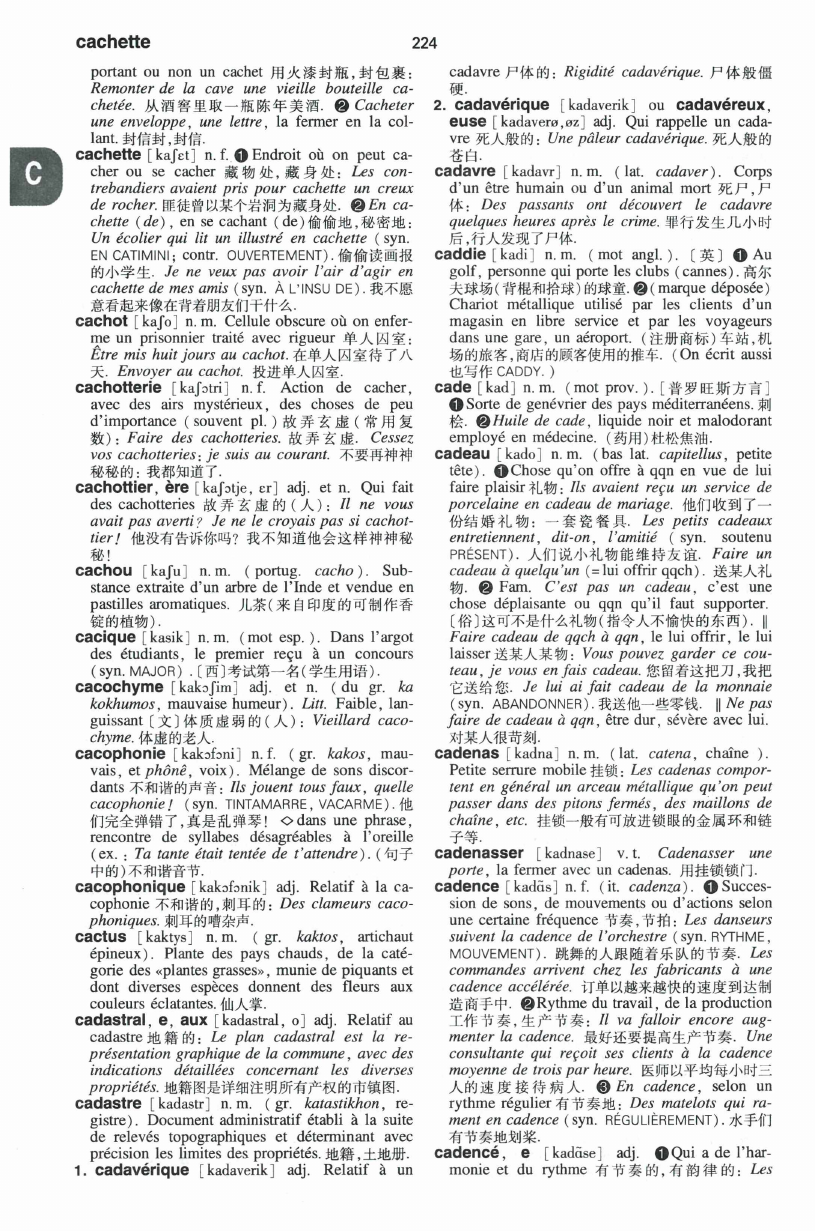 cachette
224
C
portant ou non un cachet 用火漆封瓶,封包裹:
Remonter de la cave une vieille bouteille ca-
chetée. 从酒窖里取一瓶陈年美酒. ❷ Cacheter
une enveloppe, une lettre, la fermer en la col-
lant. 封信封,封信.
cachette [kaʃɛt] n. f. ❶ Endroit où on peut ca-
cher ou se cacher 藏物处,藏身处: Les con-
trebandiers avaient pris pour cachette un creux
de rocher. 匪徒曾以某个岩洞为藏身处. ❷ En ca-
chette (de), en se cachant (de) 偷偷地,秘密地:
Un écolier qui lit un illustré en cachette (syn.
EN CATIMINI; contr. OUVERTEMENT). 偷偷读画报
的小学生. Je ne veux pas avoir l'air d'agir en
cachette de mes amis (syn. À L'INSU DE). 我不愿
意看起来像在背着朋友们干什么.
cachot [kaʃo] n. m. Cellule obscure où on enfer-
me un prisonnier traité avec rigueur 单人囚室:
Être mis huit jours au cachot. 在单人囚室待了八
天. Envoyer au cachot. 投进单人囚室.
cachotterie [kaʃɔtri] n. f. Action de cacher,
avec des airs mystérieux, des choses de peu
d'importance (souvent pl.) 故弄玄虚(常用复
数): Faire des cachotteries. 故弄玄虚. Cessez
vos cachotteries: je suis au courant. 不要再神神
秘秘的: 我都知道了.
cachottier, ère [kaʃɔtje, ɛr] adj. et n. Qui fait
des cachotteries 故弄玄虚的(人): Il ne vous
avait pas averti? Je ne le croyais pas si cachot-
tier! 他没有告诉你吗? 我不知道他会这样神神秘
秘!
cachou [kaʃu] n. m. (portug. cacho). Sub-
stance extraite d'un arbre de l'Inde et vendue en
pastilles aromatiques. 儿茶(来自印度的可制作香
锭的植物).
cacique [kasik] n. m. (mot esp.). Dans l'argot
des étudiants, le premier reçu à un concours
(syn. MAJOR). [西]考试第一名(学生用语).
cacochyme [kakɔʃim] adj. et n. (du gr. ka
kokhumos, mauvaise humeur). Litt. Faible, lan-
guissant [文]体质虚弱的(人): Vieillard caco-
chyme. 体虚的老人.
cacophonie [kakɔfɔni] n. f. (gr. kakos, mau-
vais, et phônê, voix). Mélange de sons discor-
dants 不和谐的声音: Ils jouent tous faux, quelle
cacophonie! (syn. TINTAMARRE, VACARME). 他
们完全弹错了,真是乱弹琴! ◇ dans une phrase,
rencontre de syllabes désagréables à l'oreille
(ex. : Ta tante était tentée de t'attendre). (句子
中的)不和谐音节.
cacophonique [kakɔfɔnik] adj. Relatif à la ca-
cophonie 不和谐的,刺耳的: Des clameurs caco-
phoniques. 刺耳的嘈杂声.
cactus [kaktys] n. m. (gr. kaktos, artichaut
épineux). Plante des pays chauds, de la caté-
gorie des «plantes grasses», munie de piquants et
dont diverses espèces donnent des fleurs aux
couleurs éclatantes. 仙人掌.
cadastral, e, aux [kadastral, o] adj. Relatif au
cadastre 地籍的: Le plan cadastral est la re-
présentation graphique de la commune, avec des
indications détaillées concernant les diverses
propriétés. 地籍图是详细注明所有产权的市镇图.
cadastre [kadastr] n. m. (gr. katastikhon, re-
gistre). Document administratif établi à la suite
de relevés topographiques et déterminant avec
précision les limites des propriétés. 地籍,土地册.
1. cadavérique [kadaverik] adj. Relatif à un
cadavre 尸体的: Rigidité cadavérique. 尸体般僵
硬.
2. cadavérique [kadaverik] ou cadavéreux,
euse [kadaverø,øz] adj. Qui rappelle un cada-
vre 死人般的: Une pâleur cadavérique. 死人般的
苍白.
cadavre [kadavr] n. m. (lat. cadaver). Corps
d'un être humain ou d'un animal mort 死尸,尸
体: Des passants ont découvert le cadavre
quelques heures après le crime. 罪行发生几小时
后,行人发现了尸体.
caddie [kadi] n. m. (mot angl.). [英] ❶ Au
golf, personne qui porte les clubs (cannes). 高尔
夫球场(背棍和拾球)的球童. ❷ (marque déposée)
Chariot métallique utilisé par les clients d'un
magasin en libre service et par les voyageurs
dans une gare, un aéroport. (注册商标)车站,机
场的旅客,商店的顾客使用的推车. (On écrit aussi
也写作 CADDY.)
cade [kad] n. m. (mot prov.). [普罗旺斯方言]
❶ Sorte de genévrier des pays méditerranéens. 刺
桧. ❷ Huile de cade, liquide noir et malodorant
employé en médecine. (药用)杜松焦油.
cadeau [kado] n. m. (bas lat. capitellus, petite
tête). ❶ Chose qu'on offre à qqn en vue de lui
faire plaisir 礼物: Ils avaient reçu un service de
porcelaine en cadeau de mariage. 他们收到了一
份结婚礼物: 一套瓷餐具. Les petits cadeaux
entretiennent, dit-on, l'amitié (syn. soutenu
PRÉSENT). 人们说小礼物能维持友谊. Faire un
cadeau à quelqu'un (= lui offrir qqch). 送某人礼
物. ❷ Fam. C'est pas un cadeau, c'est une
chose déplaisante ou qqn qu'il faut supporter.
[俗]这可不是什么礼物(指令人不愉快的东西). ‖
Faire cadeau de qqch à qqn, le lui offrir, le lui
laisser 送某人某物: Vous pouvez garder ce cou-
teau, je vous en fais cadeau. 您留着这把刀,我把
它送给您. Je lui ai fait cadeau de la monnaie
(syn. ABANDONNER). 我送他一些零钱. ‖ Ne pas
faire de cadeau à qqn, être dur, sévère avec lui.
对某人很苛刻.
cadenas [kadna] n. m. (lat. catena, chaîne ).
Petite serrure mobile 挂锁: Les cadenas compor-
tent en général un arceau métallique qu'on peut
passer dans des pitons fermés, des maillons de
chaîne, etc. 挂锁一般有可放进锁眼的金属环和链
子等.
cadenasser [kadnase] v. t. Cadenasser une
porte, la fermer avec un cadenas. 用挂锁锁门.
cadence [kadɑ̃s] n. f. (it. cadenza). ❶ Succes-
sion de sons, de mouvements ou d'actions selon
une certaine fréquence 节奏,节拍: Les danseurs
suivent la cadence de l'orchestre (syn. RYTHME,
MOUVEMENT). 跳舞的人跟随着乐队的节奏. Les
commandes arrivent chez les fabricants à une
cadence accélérée. 订单以越来越快的速度到达制
造商手中. ❷ Rythme du travail, de la production
工作节奏,生产节奏: Il va falloir encore aug-
menter la cadence. 最好还要提高生产节奏. Une
consultante qui reçoit ses clients à la cadence
moyenne de trois par heure. 医师以平均每小时三
人的速度接待病人. ❸ En cadence, selon un
rythme régulier 有节奏地: Des matelots qui ra-
ment en cadence (syn. RÉGULIÈREMENT). 水手们
有节奏地划桨.
cadencé, e [kadɑ̃se] adj. ❶ Qui a de l'har-
monie et du rythme 有节奏的,有韵律的: Les